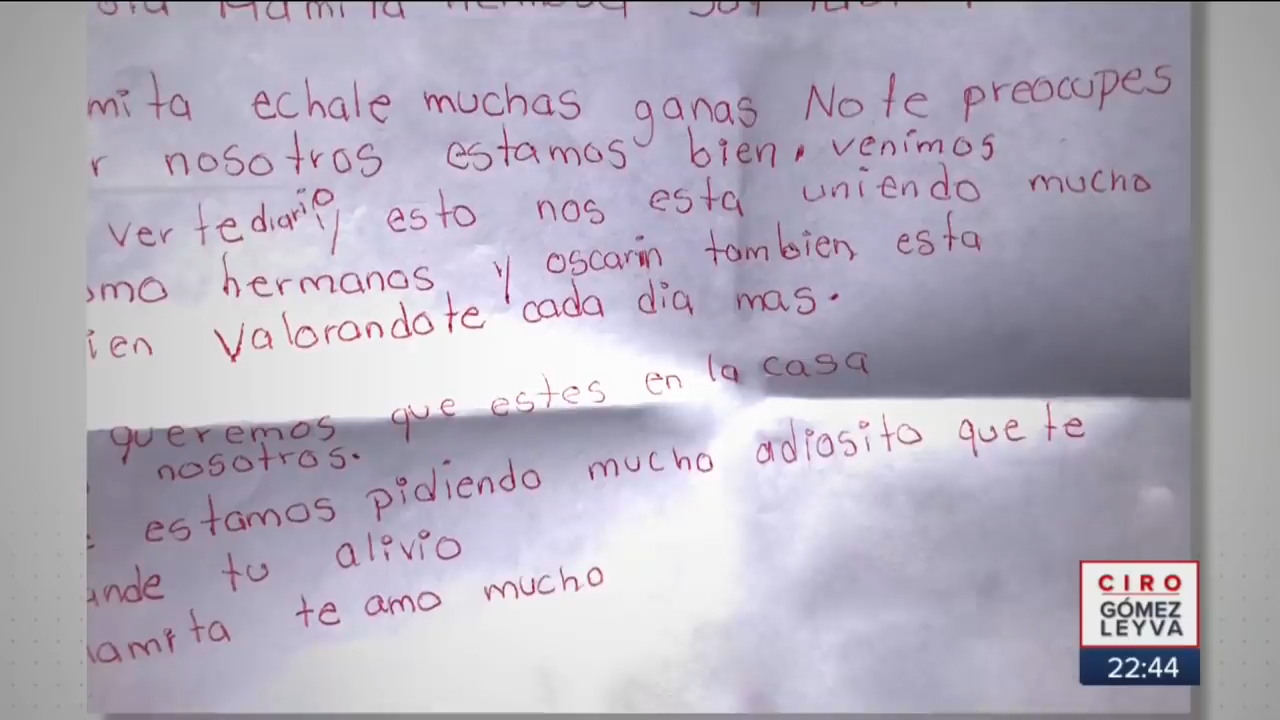 mita echale muchas ganas No te preocupes
r nosotros estamos bien. venimos
ver te diario y esto nos esta uniendo mucho
omo hermanos y oscarin tambien esta
ien Valorandote cada dia mas.
queremos que estes en la casa
nosotros.
estamos pidiendo mucho adiosito que te
ande tu alivio
amita te amo mucho
CIRO
GÓMEZ
LEYVA
22:44